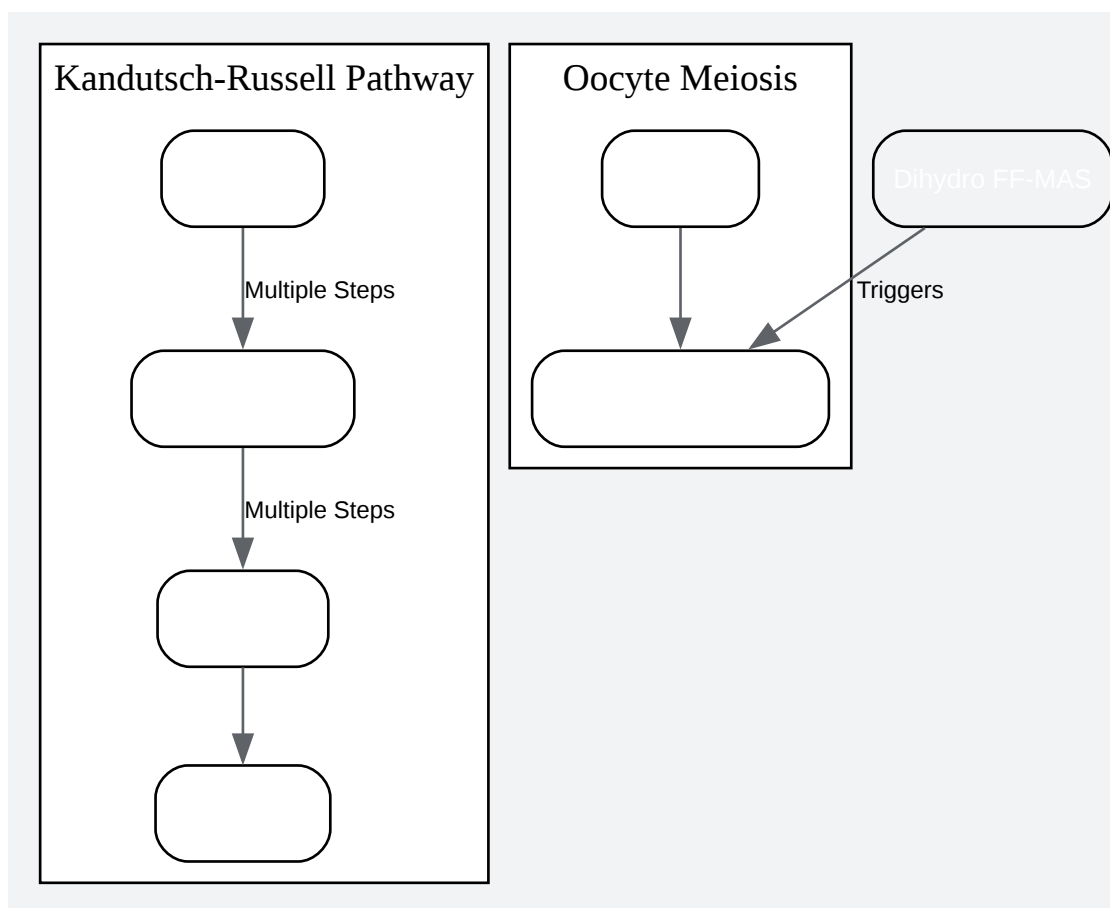 Kandutsch-Russell Pathway
Multiple Steps
Multiple Steps
Oocyte Meiosis
Dihydro FF-MAS
Triggers